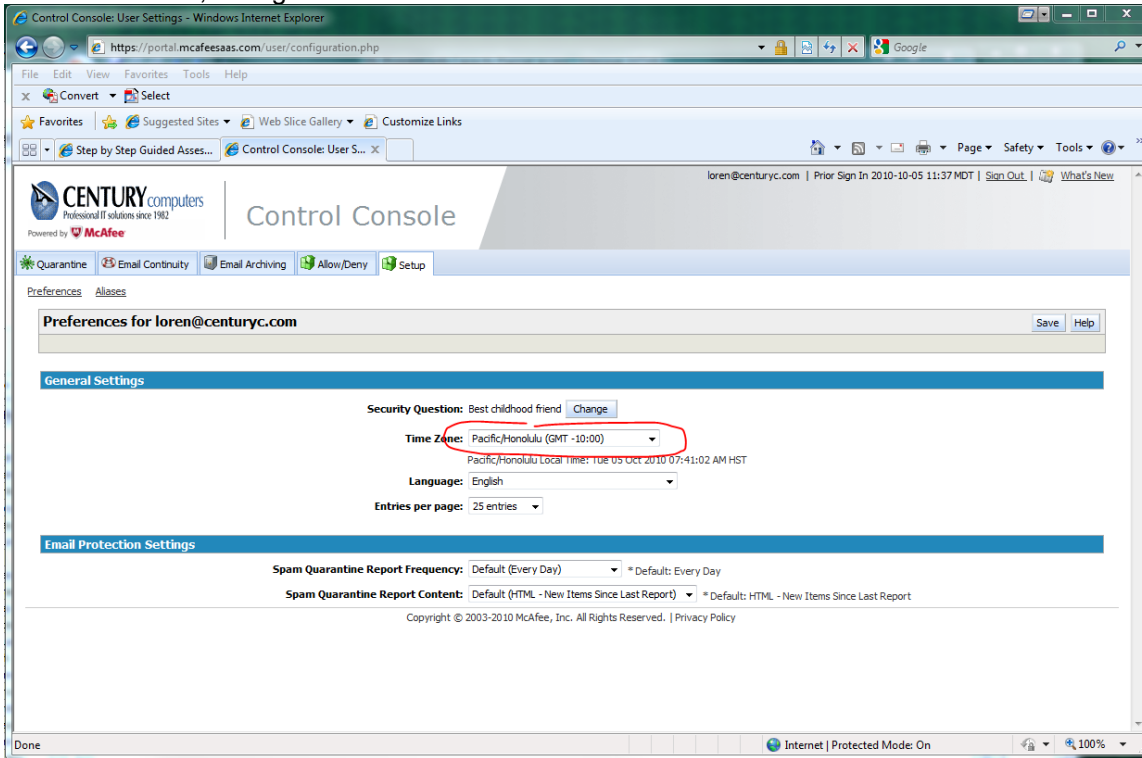 Control Console: User Settings - Windows Internet Explorer
https://portal.mcafeesaas.com/user/configuration.php
Google
File Edit View Favorites Tools Help
x Convert Select
Favorites Suggested Sites Web Slice Gallery Customize Links
Step by Step Guided Asses... Control Console: User S... X
Page Safety Tools
loren@centuryc.com | Prior Sign In 2010-10-05 11:37 MDT | Sign Out | What's New
CENTURY computers
Professional IT solutions since 1982
Powered by McAfee
Control Console
Quarantine Email Continuity Email Archiving Allow/Deny Setup
Preferences Aliases
Preferences for loren@centuryc.com
Save Help
General Settings
Security Question: Best childhood friend Change
Time Zone: Pacific/Honolulu (GMT -10:00)
Pacific/Honolulu Local Time: Tue 05 Oct 2010 07:41:02 AM HST
Language: English
Entries per page: 25 entries
Email Protection Settings
Spam Quarantine Report Frequency: Default (Every Day) * Default: Every Day
Spam Quarantine Report Content: Default (HTML - New Items Since Last Report) * Default: HTML - New Items Since Last Report
Copyright © 2003-2010 McAfee, Inc. All Rights Reserved. | Privacy Policy
Done
Internet | Protected Mode: On
100%